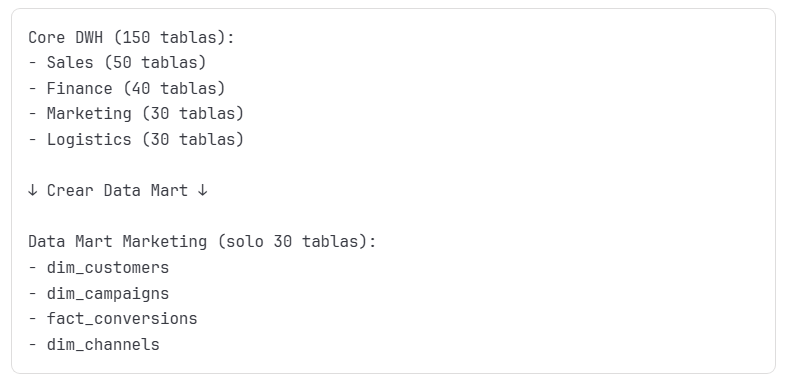 Core DWH (150 tablas):
- Sales (50 tablas)
- Finance (40 tablas)
- Marketing (30 tablas)
- Logistics (30 tablas)
↓ Crear Data Mart ↓
Data Mart Marketing (solo 30 tablas):
- dim_customers
- dim_campaigns
- fact_conversions
- dim_channels